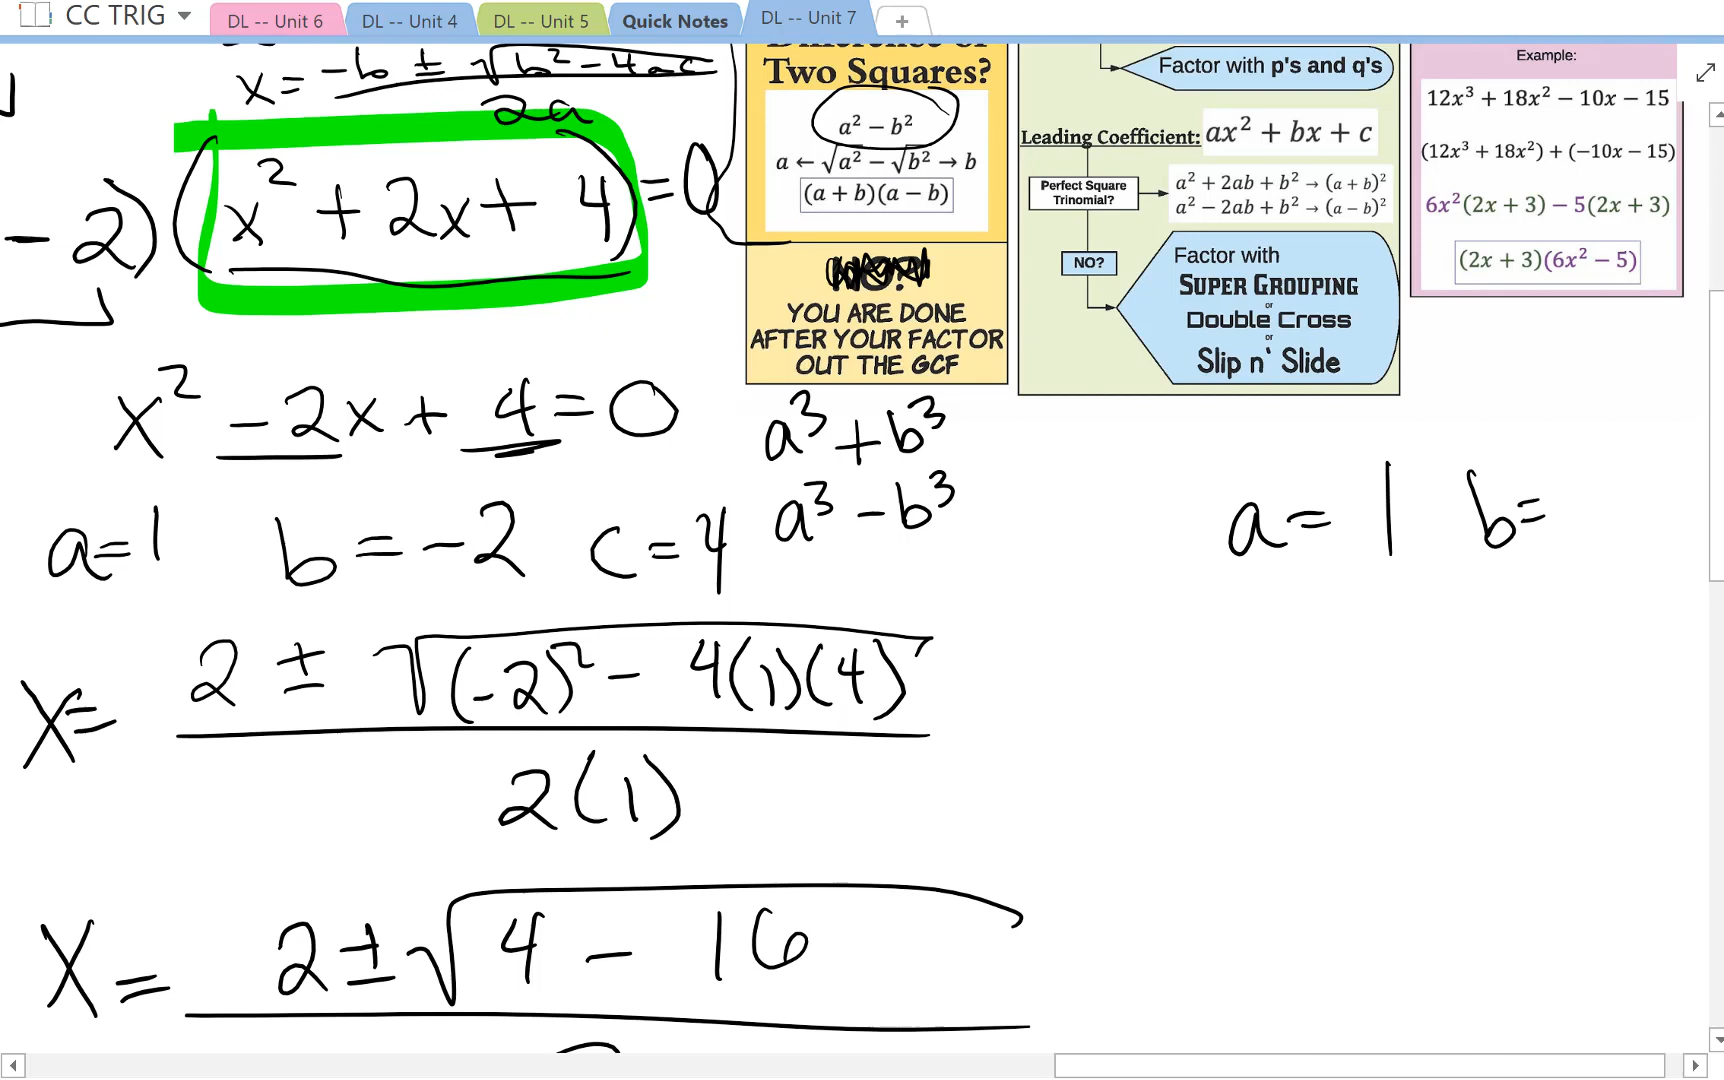 CC TRIG
DL -- Unit 6
DL -- Unit 4
DL -- Unit 5
Quick Notes
DL -- Unit 7
+
x = -b ± √b² - 4ac
2a
- 2) (x² + 2x + 4) = 0
x² - 2x + 4 = 0
a=1 b = -2 c = 4
x= 2 ± √(-2)² - 4(1)(4)
2(1)
x = 2 ± √4 - 16
Difference of
Two Squares?
a² − b²
a ← √a² − √b² → b
(a + b)(a − b)
YOU ARE DONE
AFTER YOUR FACTOR
OUT THE GCF
a³ + b³
a³ - b³
Factor with p's and q's
Leading Coefficient: ax² + bx + c
Perfect Square
Trinomial?
a² + 2ab + b² → (a + b)²
a² − 2ab + b² → (a − b)²
NO?
Factor with
SUPER GROUPING
or
Double Cross
or
Slip n` Slide
Example:
12x³ + 18x² − 10x − 15
(12x³ + 18x²) + (−10x − 15)
6x²(2x + 3) − 5(2x + 3)
(2x + 3)(6x² − 5)
a = 1 b=